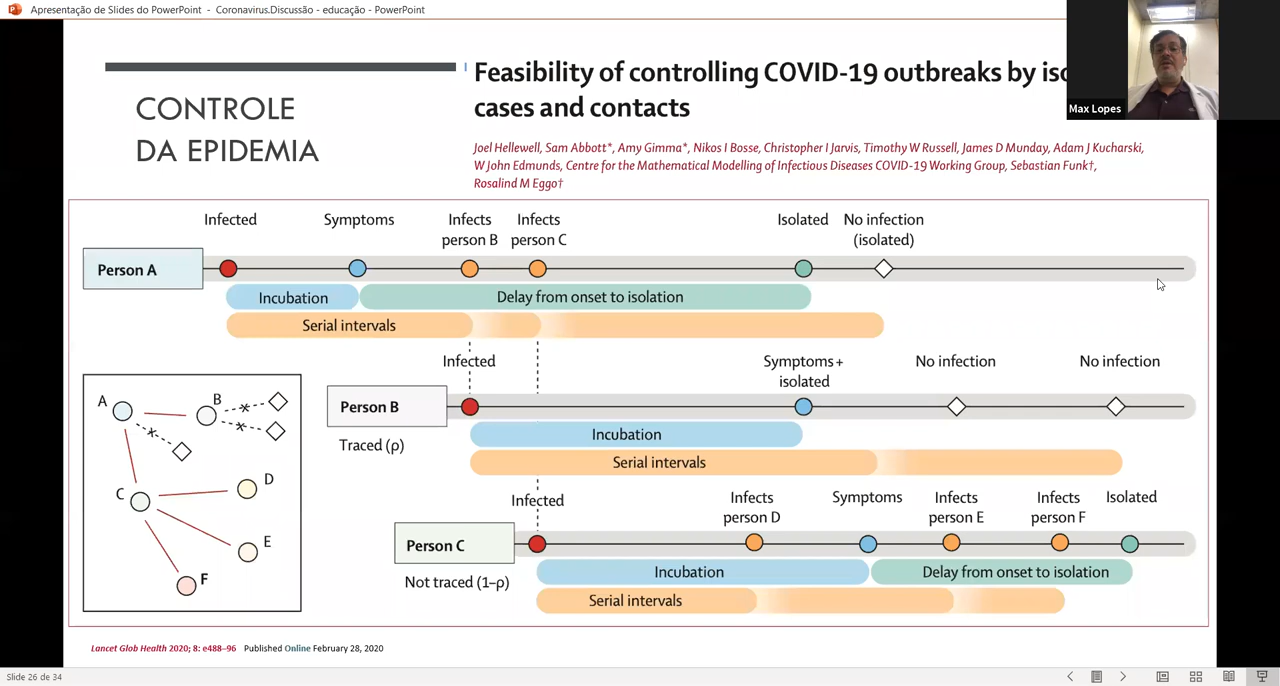 Apresentação de Slides do PowerPoint - Coronavirus.Discussão - educação - PowerPoint
Max Lopes
CONTROLE
DA EPIDEMIA
Feasibility of controlling COVID-19 outbreaks by
cases and contacts
Joel Hellewell, Sam Abbott*, Amy Gimma*, Nikos I Bosse, Christopher I Jarvis, Timothy W Russell, James D Munday, Adam J Kucharski,
W John Edmunds, Centre for the Mathematical Modelling of Infectious Diseases COVID-19 Working Group, Sebastian Funk†,
Rosalind M Eggo†
Infected
Symptoms
Infects
person B
Infects
person C
Isolated
No infection
(isolated)
Person A
Incubation
Delay from onset to isolation
Serial intervals
Infected
Symptoms+
isolated
No infection
No infection
Person B
Traced (ρ)
Incubation
Serial intervals
Infected
Infects
person D
Symptoms
Infects
person E
Infects
person F
Isolated
Person C
Not traced (1–ρ)
Incubation
Delay from onset to isolation
Serial intervals
A
B
C
D
E
F
Lancet Glob Health 2020; 8: e488–96 Published Online February 28, 2020
Slide 26 de 34